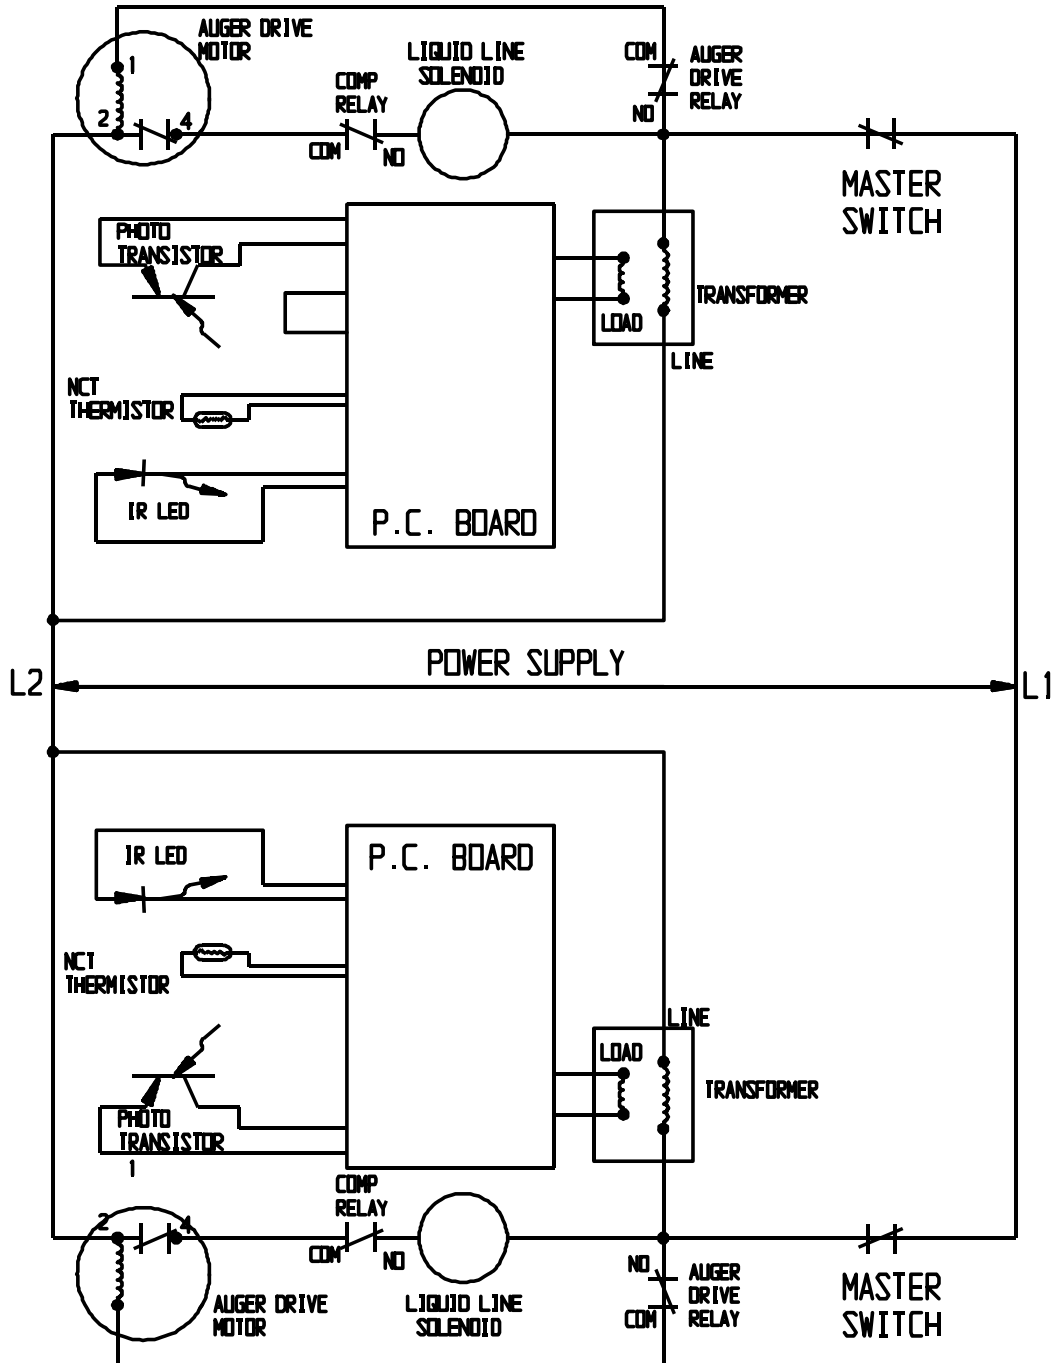 AUGER DRIVE
MOTOR
1
2
4
LIQUID LINE
SOLENOID
COMP
RELAY
COM
NO
COM
NO
AUGER
DRIVE
RELAY
MASTER
SWITCH
PHOTO
TRANSISTOR
LOAD
TRANSFORMER
LINE
NCT
THERMISTOR
IR LED
P.C. BOARD
POWER SUPPLY
L2
L1
IR LED
P.C. BOARD
NCT
THERMISTOR
LINE
LOAD
TRANSFORMER
PHOTO
TRANSISTOR
1
COMP
RELAY
2
4
COM
NO
NO
COM
AUGER
DRIVE
RELAY
MASTER
SWITCH
AUGER DRIVE
MOTOR
LIQUID LINE
SOLENOID